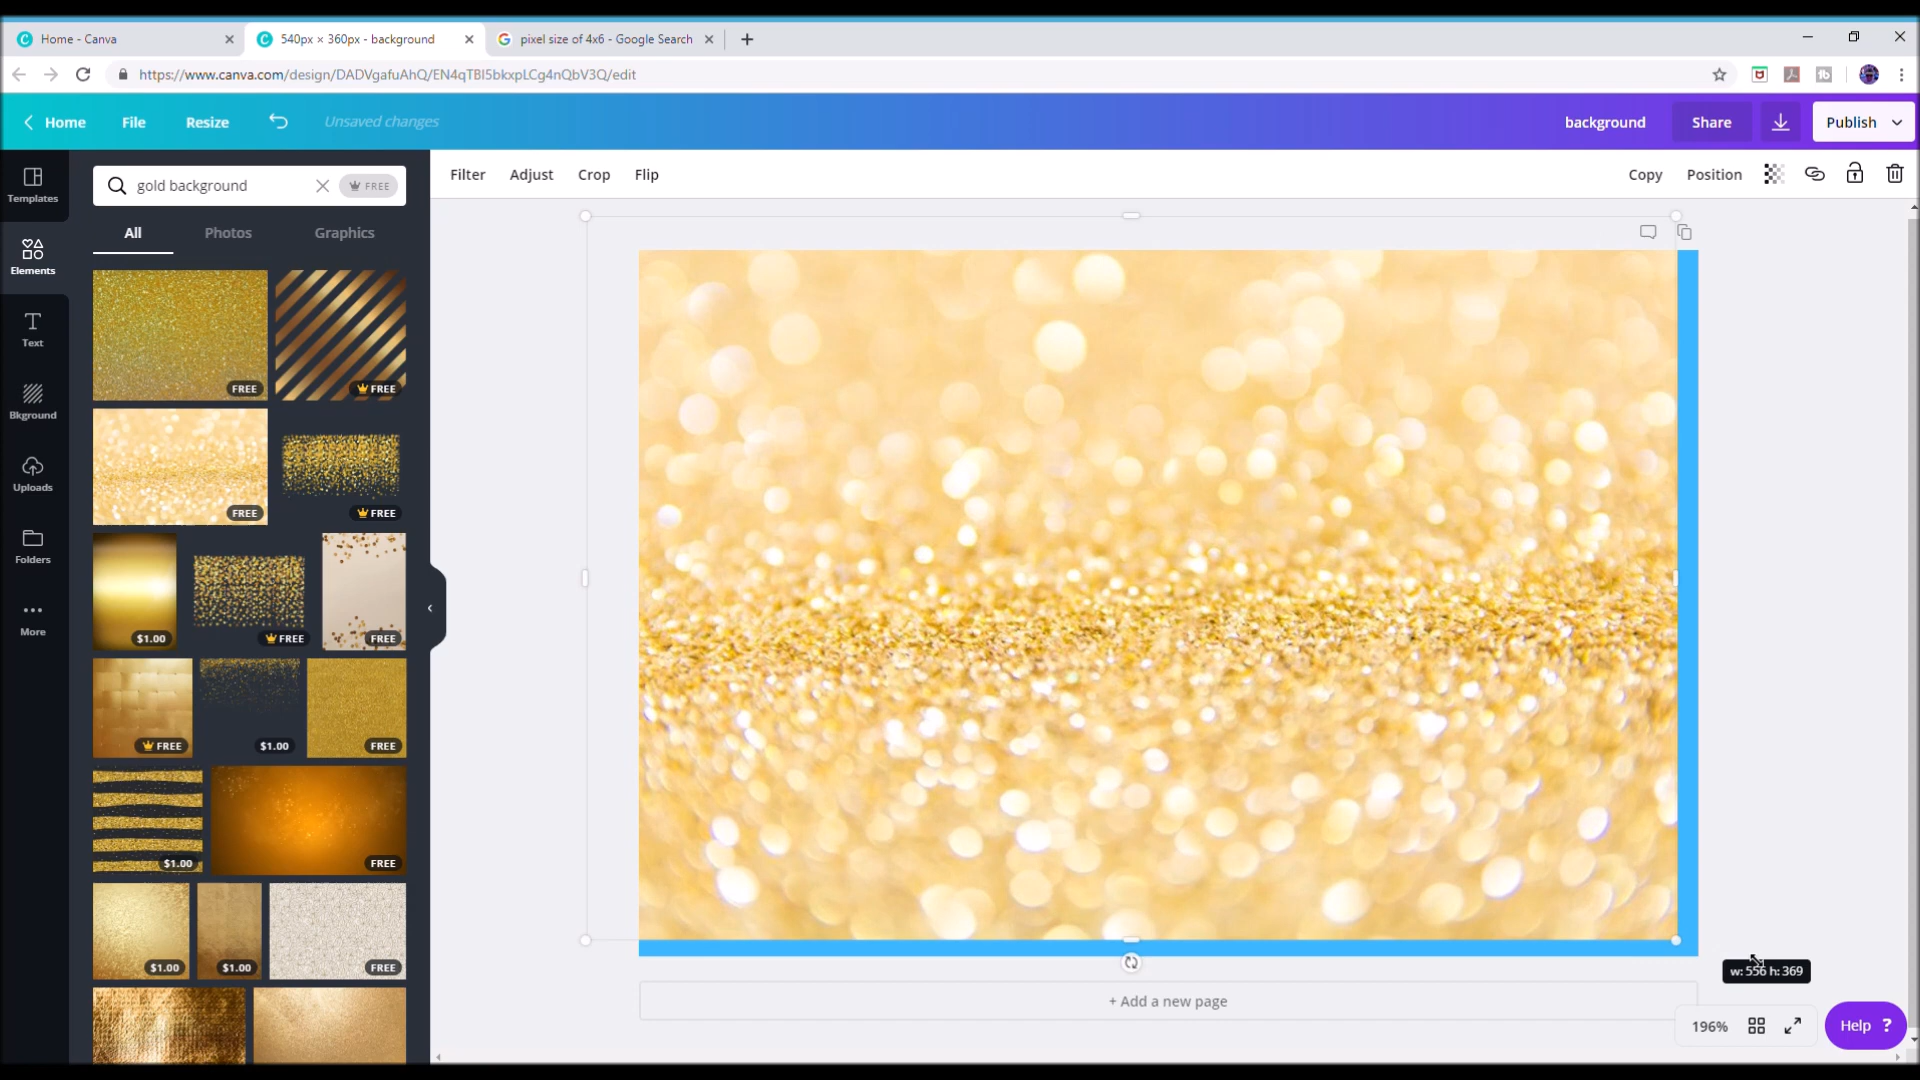 Home - Canva
540px × 360px - background
pixel size of 4x6 - Google Search
https://www.canva.com/design/DADVgafuAhQ/EN4qTBI5bkxpLCg4nQbV3Q/edit
Home
File
Resize
Unsaved changes
background
Share
Publish
Templates
Elements
Text
Bkground
Uploads
Folders
More
gold background
FREE
All
Photos
Graphics
FREE
FREE
FREE
FREE
$1.00
FREE
FREE
FREE
$1.00
FREE
$1.00
FREE
$1.00
$1.00
FREE
Filter
Adjust
Crop
Flip
Copy
Position
w: 556 h: 369
+ Add a new page
196%
Help ?